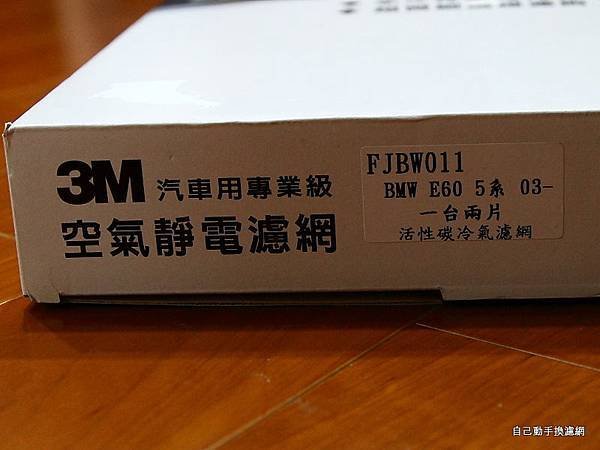 3M 汽車用專業級
空氣靜電濾網
FJBW011
BMW E60 5系 03-
一台兩片
活性碳冷氣濾網
自己動手換濾網